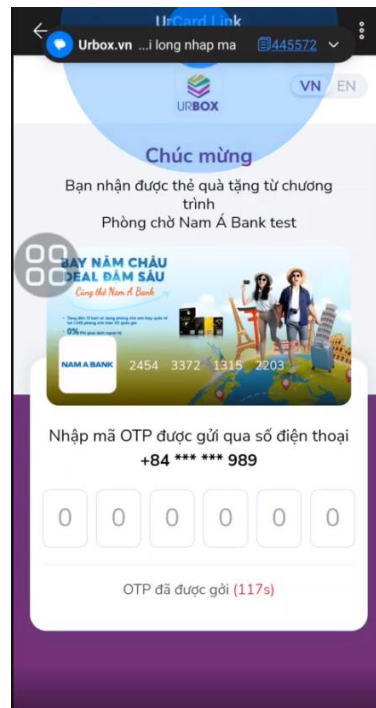 UrCard Link
Urbox.vn ...i long nhap ma 445572
URBOX
VN EN
Chúc mừng
Bạn nhận được thẻ quà tặng từ chương
trình
Phòng chờ Nam Á Bank test
BAY NĂM CHÂU
DEAL ĐẬM SÂU
Cùng thẻ Nam Á Bank
NAM A BANK
2454 3372 1315 2203
Nhập mã OTP được gửi qua số điện thoại
+84 *** *** 989
0 0 0 0 0 0
OTP đã được gởi (117s)